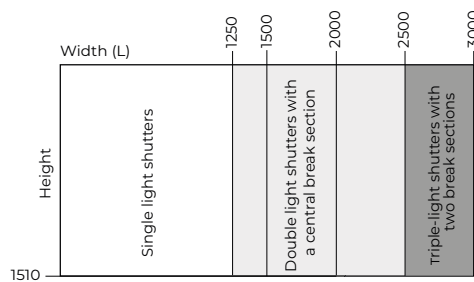 Width (L)
1250
1500
2000
2500
3000
Height
1510
Single light shutters
Double light shutters with
a central break section
Triple-light shutters with
two break sections